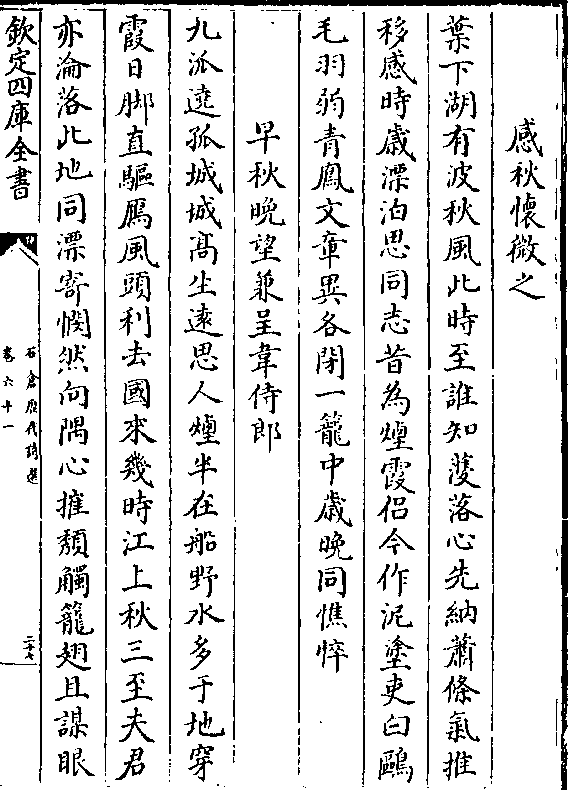 感秋懷微之
葉下湖有波秋風此時至誰知濩落心先納蕭條氣推
移感時歲漂泊思同志昔為煙霞侶今作泥塗吏白鷗
毛羽弱青鳳文章異各閉一籠中歲晚同憔悴
早秋晚望兼呈韋侍郎
九派遶孤城城髙生逺思人煙半在船野水多于地穿
霞日脚直驅鴈風頭利去國來幾時江上秋三至夫君
亦淪落此地同漂寄憫然向隅心摧頽觸籠翅且謀眼
欽定四庫全書
石倉歴代詩選
卷六十一
二十七